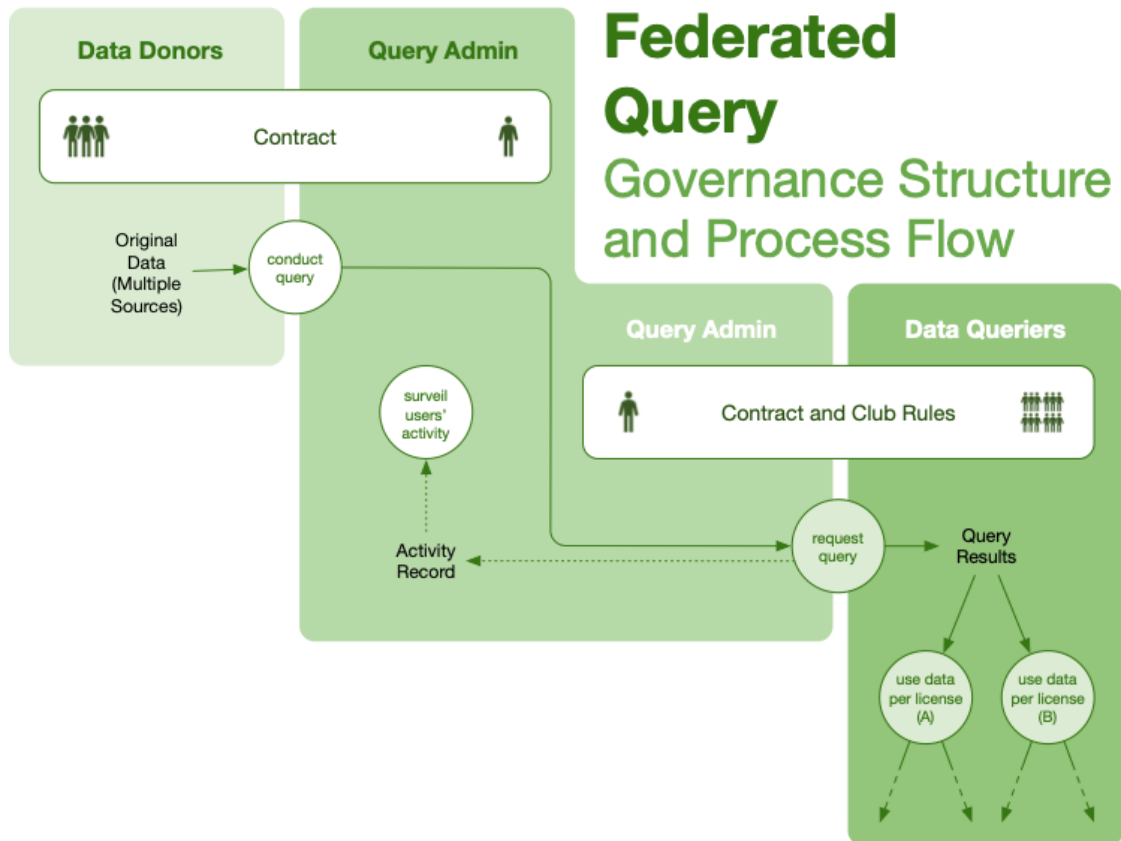 Federated
Query
Governance Structure
and Process Flow
Data Donors
Query Admin
Contract
Original
Data
(Multiple
Sources)
conduct
query
surveil
users'
activity
Activity
Record
Query Admin
Data Queriers
Contract and Club Rules
request
query
Query
Results
use data
per license
(A)
use data
per license
(B)